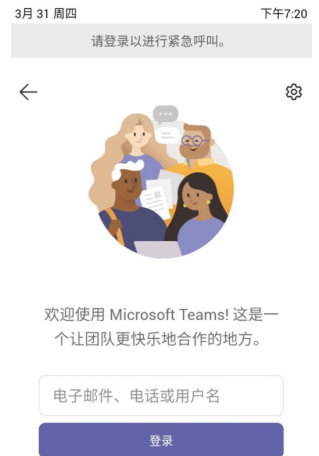 3月 31 周四 下午7:20
请登录以进行紧急呼叫。
欢迎使用 Microsoft Teams! 这是一
个让团队更快乐地合作的地方。
电子邮件、电话或用户名
登录